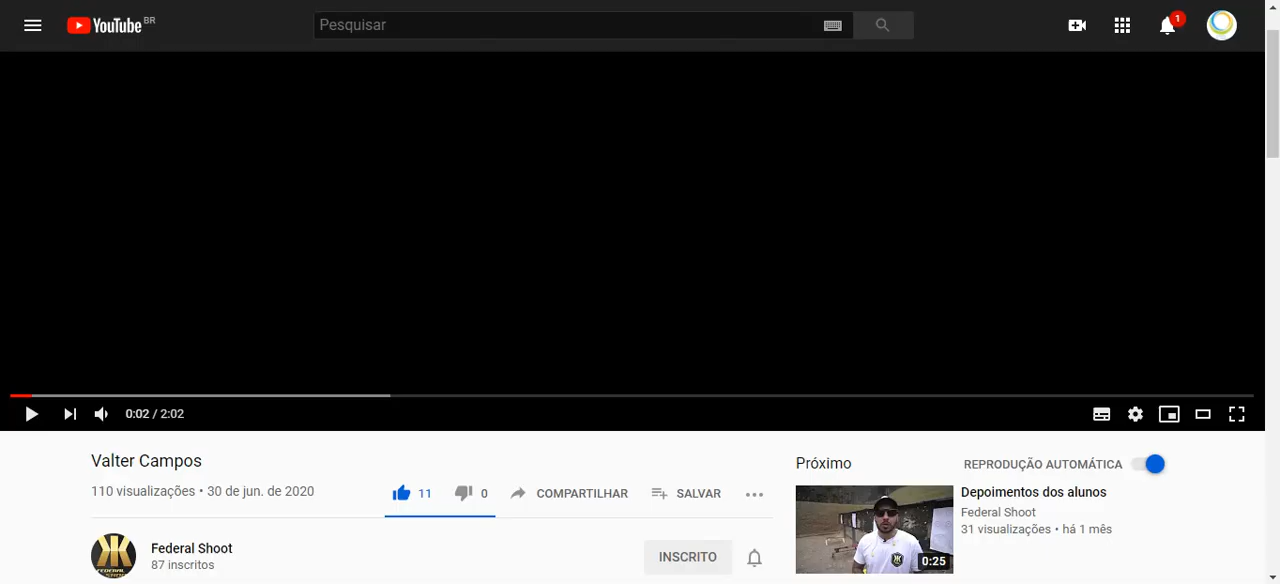 YouTube BR
Pesquisar
1
0:02 / 2:02
Valter Campos
110 visualizações • 30 de jun. de 2020
11
0
COMPARTILHAR
SALVAR
Federal Shoot
87 inscritos
INSCRITO
FEDERAL SHOOT
Próximo
REPRODUÇÃO AUTOMÁTICA
Depoimentos dos alunos
Federal Shoot
31 visualizações • há 1 mês
0:25